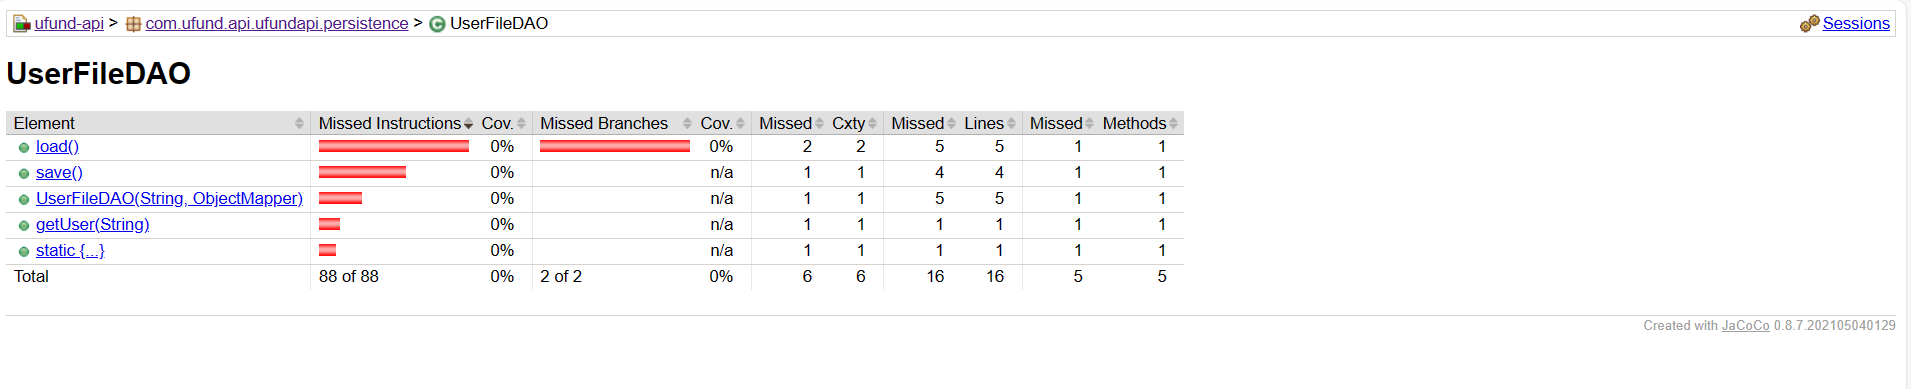 ufund-api > com.ufund.api.ufundapi.persistence > UserFileDAO Sessions
UserFileDAO
Element Missed Instructions Cov. Missed Branches Cov. Missed Cxty Missed Lines Missed Methods
load() 0% 0% 2 2 5 5 1 1
save() 0% n/a 1 1 4 4 1 1
UserFileDAO(String, ObjectMapper) 0% n/a 1 1 5 5 1 1
getUser(String) 0% n/a 1 1 1 1 1 1
static {...} 0% n/a 1 1 1 1 1 1
Total 88 of 88 0% 2 of 2 0% 6 6 16 16 5 5
Created with JaCoCo 0.8.7.202105040129